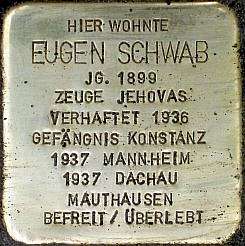 HIER WOHNTE
EUGEN SCHWAB
JG. 1899
ZEUGE JEHOVAS
VERHAFTET 1936
GEFÄNGNIS KONSTANZ
1937 MANNHEIM
1937 DACHAU
MAUTHAUSEN
BEFREIT / ÜBERLEBT